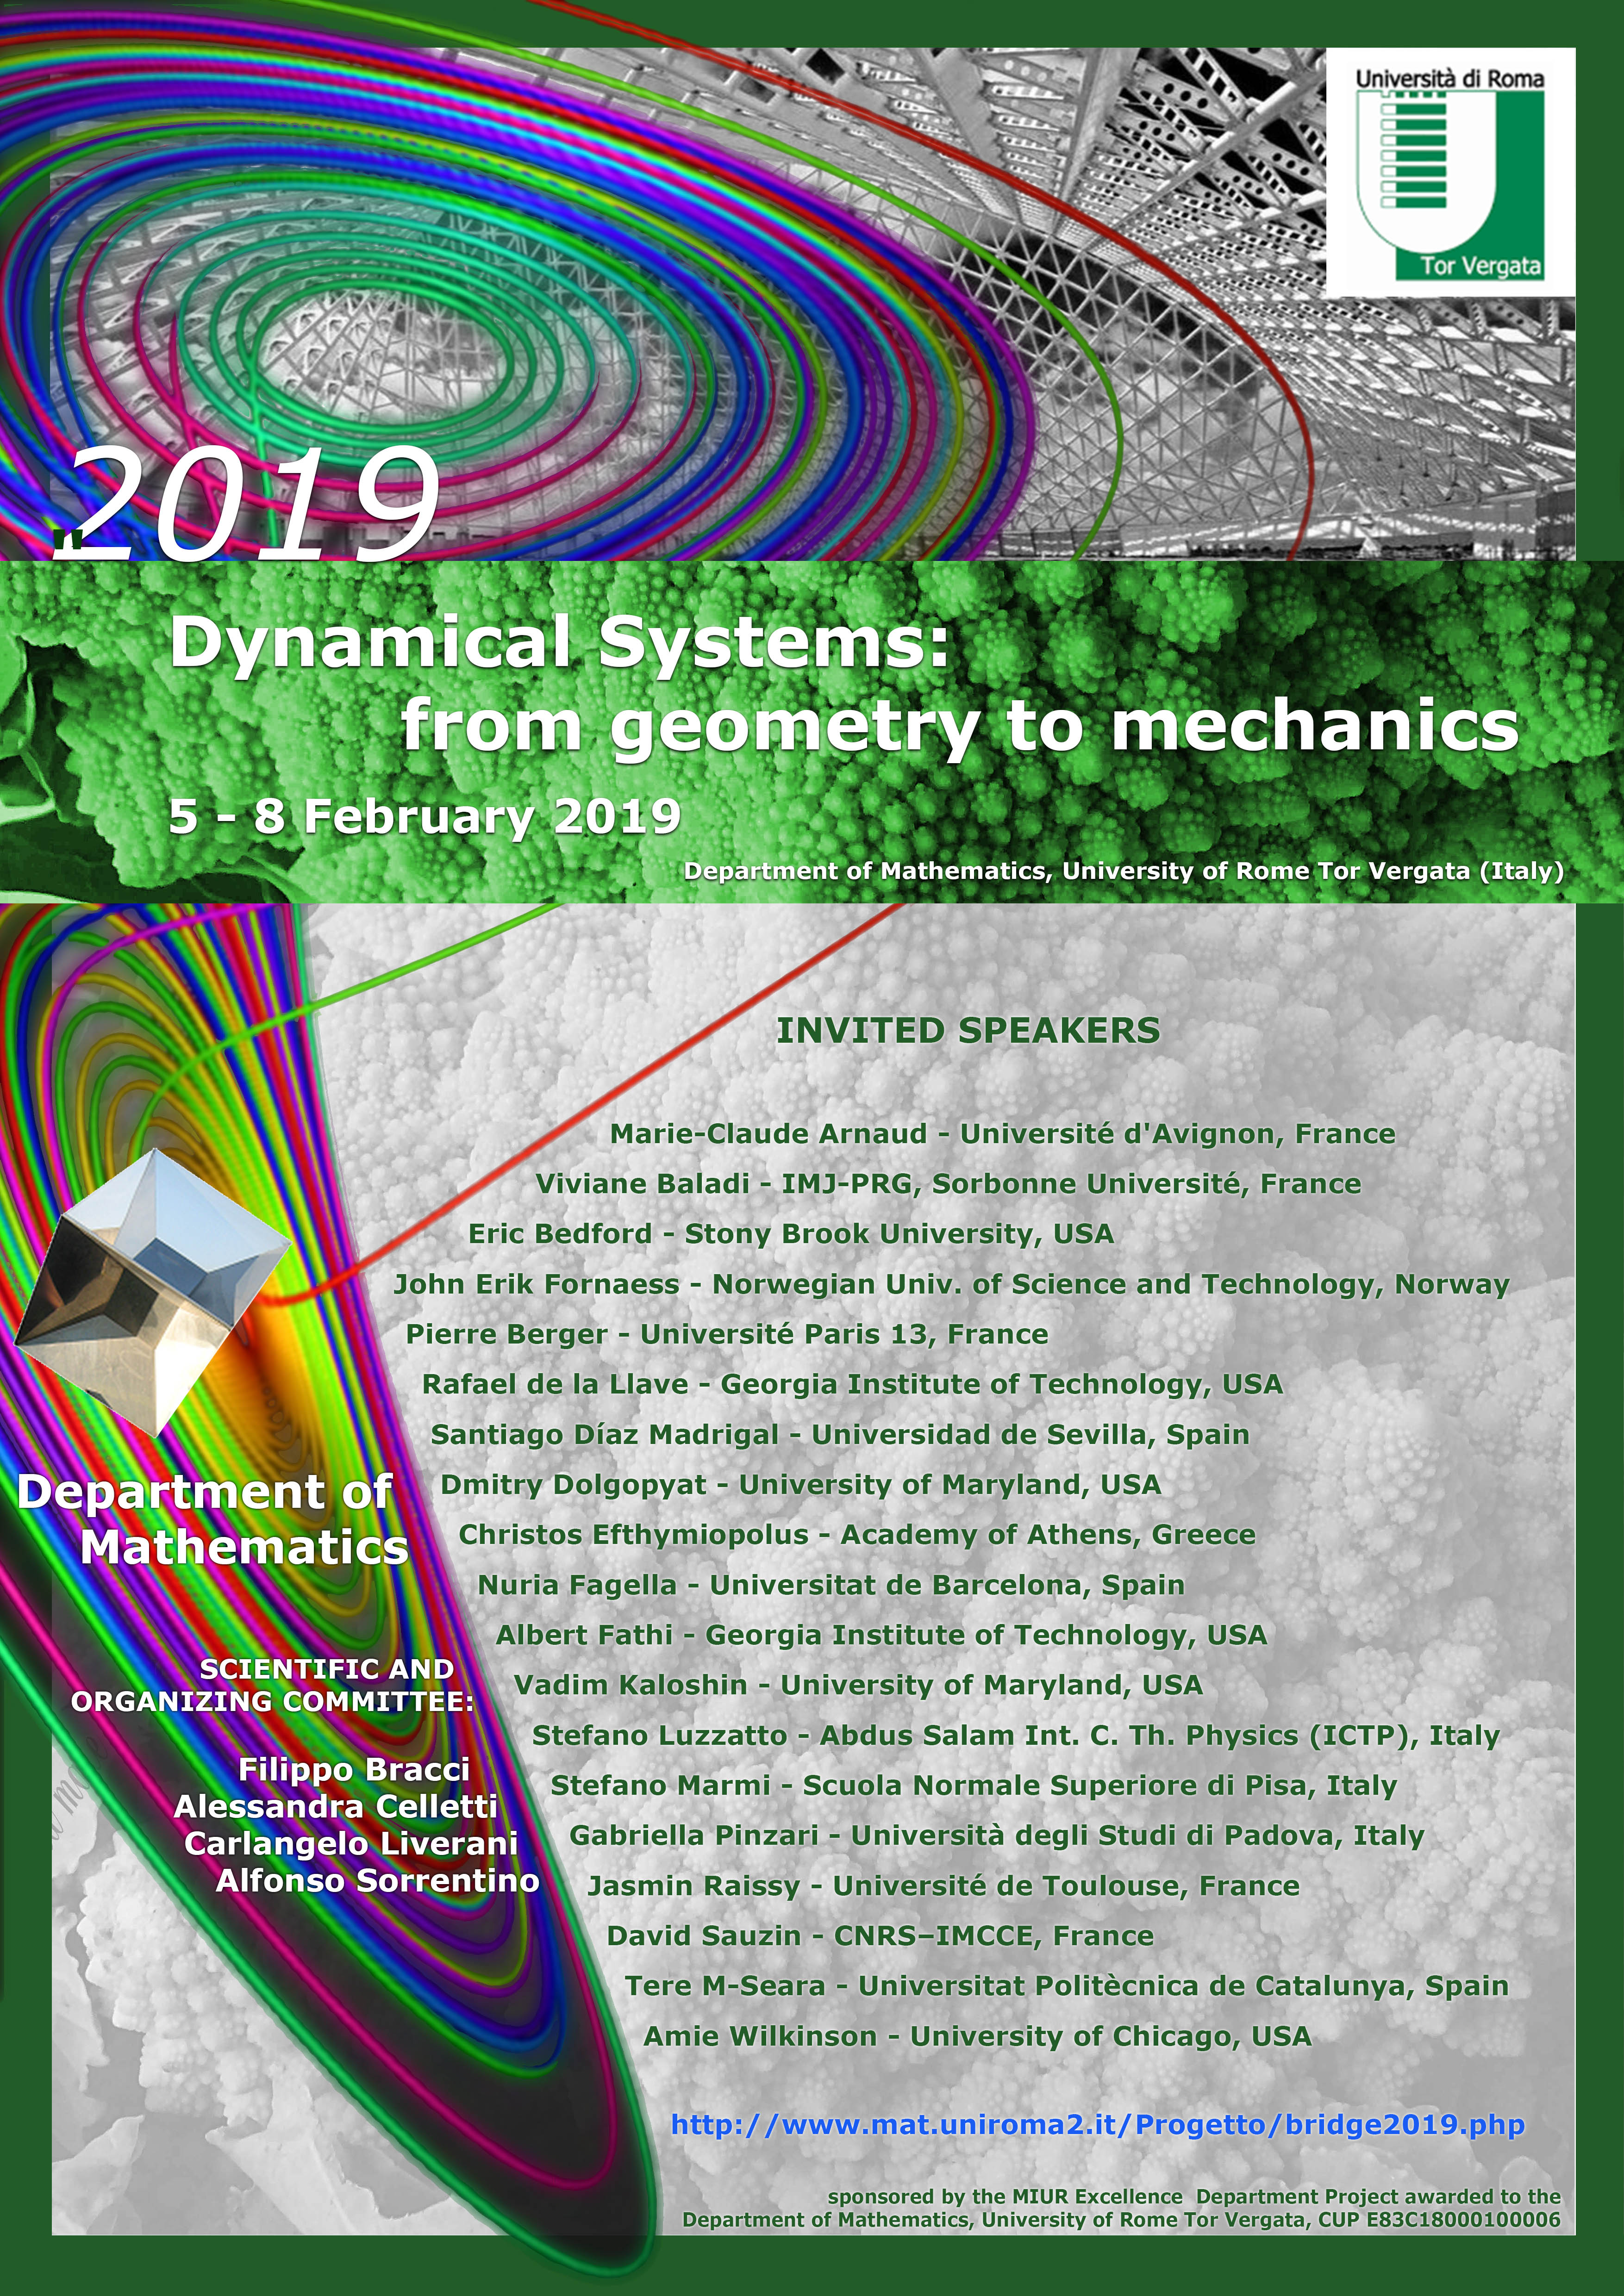 Università di Roma
Tor Vergata
2019
"
Dynamical Systems:
from geometry to mechanics
5 - 8 February 2019
Department of Mathematics, University of Rome Tor Vergata (Italy)
INVITED SPEAKERS
Marie-Claude Arnaud - Université d'Avignon, France
Viviane Baladi - IMJ-PRG, Sorbonne Université, France
Eric Bedford - Stony Brook University, USA
John Erik Fornaess - Norwegian Univ. of Science and Technology, Norway
Pierre Berger - Université Paris 13, France
Rafael de la Llave - Georgia Institute of Technology, USA
Santiago Díaz Madrigal - Universidad de Sevilla, Spain
Dmitry Dolgopyat - University of Maryland, USA
Christos Efthymiopolus - Academy of Athens, Greece
Nuria Fagella - Universitat de Barcelona, Spain
Albert Fathi - Georgia Institute of Technology, USA
Vadim Kaloshin - University of Maryland, USA
Stefano Luzzatto - Abdus Salam Int. C. Th. Physics (ICTP), Italy
Stefano Marmi - Scuola Normale Superiore di Pisa, Italy
Gabriella Pinzari - Università degli Studi di Padova, Italy
Jasmin Raissy - Université de Toulouse, France
David Sauzin - CNRS–IMCCE, France
Tere M-Seara - Universitat Politècnica de Catalunya, Spain
Amie Wilkinson - University of Chicago, USA
Department of
Mathematics
SCIENTIFIC AND
ORGANIZING COMMITTEE:
Filippo Bracci
Alessandra Celletti
Carlangelo Liverani
Alfonso Sorrentino
http://www.mat.uniroma2.it/Progetto/bridge2019.php
sponsored by the MIUR Excellence Department Project awarded to the
Department of Mathematics, University of Rome Tor Vergata, CUP E83C18000100006